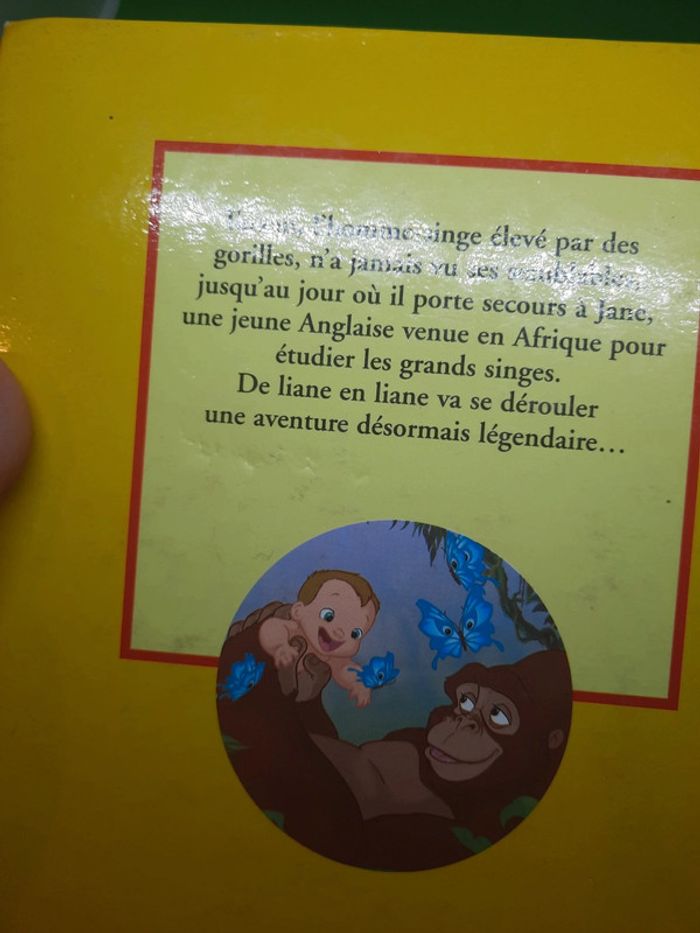 l'homme singe élevé par des
gorilles, n'a jamais vu ses semblables
jusqu'au jour où il porte secours à Jane,
une jeune Anglaise venue en Afrique pour
étudier les grands singes.
De liane en liane va se dérouler
une aventure désormais légendaire...